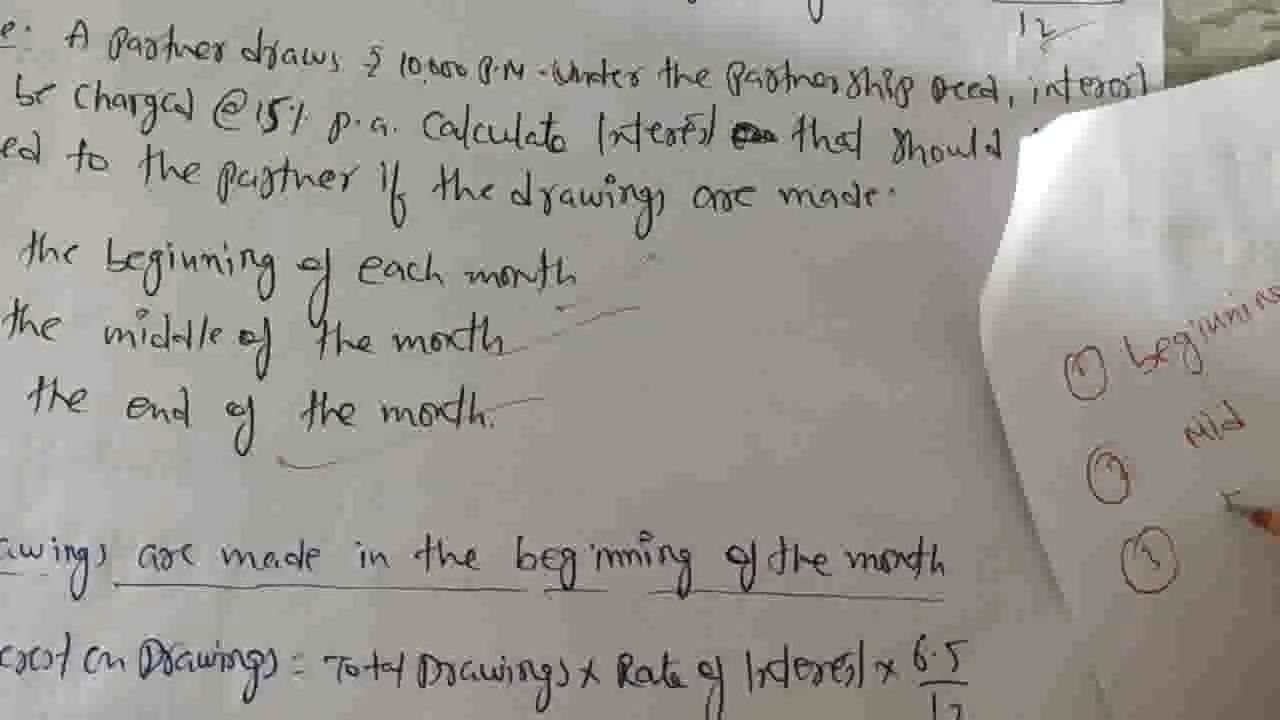 12
e: A partner draws ₹ 10,000 P.M. Under the partnership Deed, interest
be charged @ 15% p.a. Calculate Interest that should
ed to the partner if the drawings are made:
the beginning of each month
the middle of the month
the end of the month.
awings are made in the beginning of the month
erest on Drawings = Total Drawings x Rate of Interest x 6.5
12
① beginning
② Mid
③